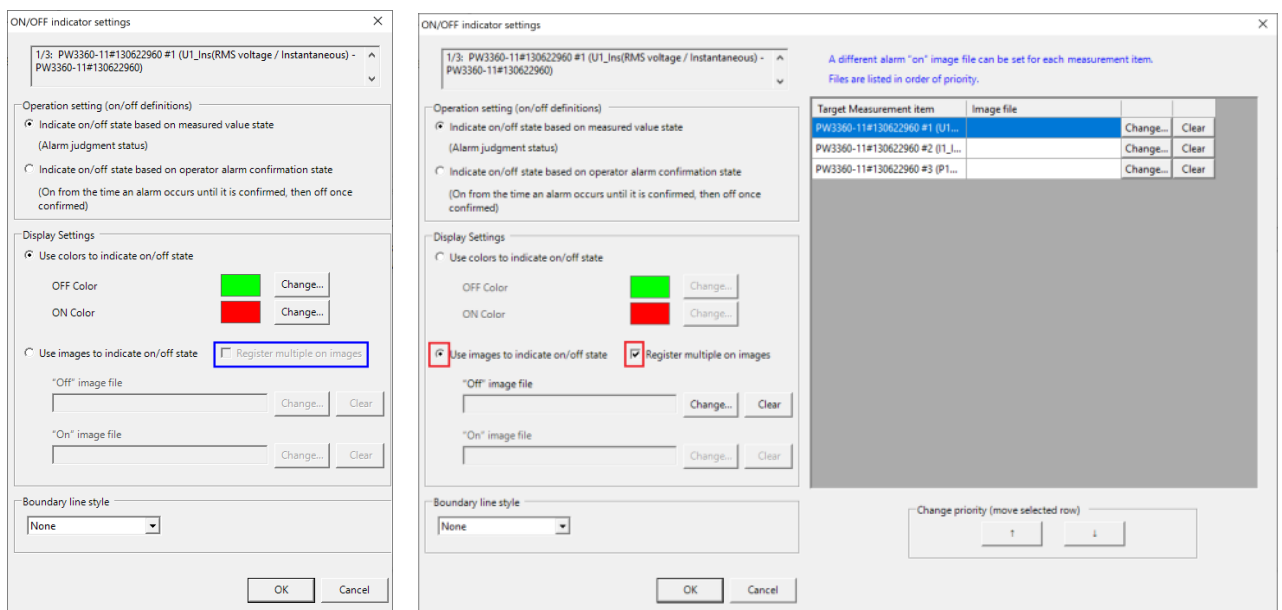 ON/OFF indicator settings
1/3:  PW3360-11#130622960 #1 (U1_Ins(RMS voltage / Instantaneous) -
PW3360-11#130622960)
Operation setting (on/off definitions)
Indicate on/off state based on measured value state
(Alarm judgment status)
Indicate on/off state based on operator alarm confirmation state
(On from the time an alarm occurs until it is confirmed, then off once
confirmed)
Display Settings
Use colors to indicate on/off state
OFF Color
Change...
ON Color
Change...
Use images to indicate on/off state
Register multiple on images
"Off" image file
Change...
Clear
"On" image file
Change...
Clear
Boundary line style
None
OK
Cancel
ON/OFF indicator settings
1/3:  PW3360-11#130622960 #1 (U1_Ins(RMS voltage / Instantaneous) -
PW3360-11#130622960)
Operation setting (on/off definitions)
Indicate on/off state based on measured value state
(Alarm judgment status)
Indicate on/off state based on operator alarm confirmation state
(On from the time an alarm occurs until it is confirmed, then off once
confirmed)
Display Settings
Use colors to indicate on/off state
OFF Color
Change...
ON Color
Change...
Use images to indicate on/off state
Register multiple on images
"Off" image file
Change...
Clear
"On" image file
Change...
Clear
Boundary line style
None
OK
Cancel
A different alarm "on" image file can be set for each measurement item.
Files are listed in order of priority.
Target Measurement item
Image file
PW3360-11#130622960 #1 (U1...
Change...
Clear
PW3360-11#130622960 #2 (I1_I...
Change...
Clear
PW3360-11#130622960 #3 (P1...
Change...
Clear
Change priority (move selected row)
↑
↓